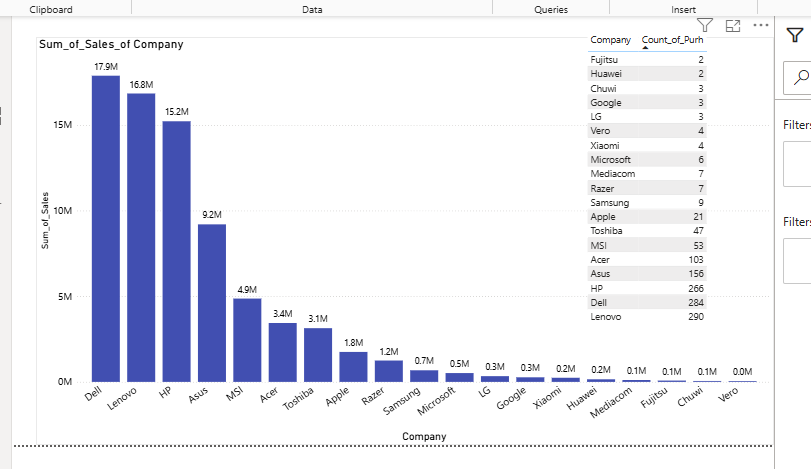 Clipboard
Data
Queries
Insert
Sum_of_Sales_of Company
Company Count_of_Purh
Fujitsu 2
Huawei 2
Chuwi 3
Google 3
LG 3
Vero 4
Xiaomi 4
Microsoft 6
Mediacom 7
Razer 7
Samsung 9
Apple 21
Toshiba 47
MSI 53
Acer 103
Asus 156
HP 266
Dell 284
Lenovo 290
15M
10M
5M
0M
Sum_of_Sales
17.9M
16.8M
15.2M
9.2M
4.9M
3.4M
3.1M
1.8M
1.2M
0.7M
0.5M
0.3M
0.3M
0.2M
0.2M
0.1M
0.1M
0.1M
0.0M
Dell
Lenovo
HP
Asus
MSI
Acer
Toshiba
Apple
Razer
Samsung
Microsoft
LG
Google
Xiaomi
Huawei
Mediacom
Fujitsu
Chuwi
Vero
Company
Filters
Filters